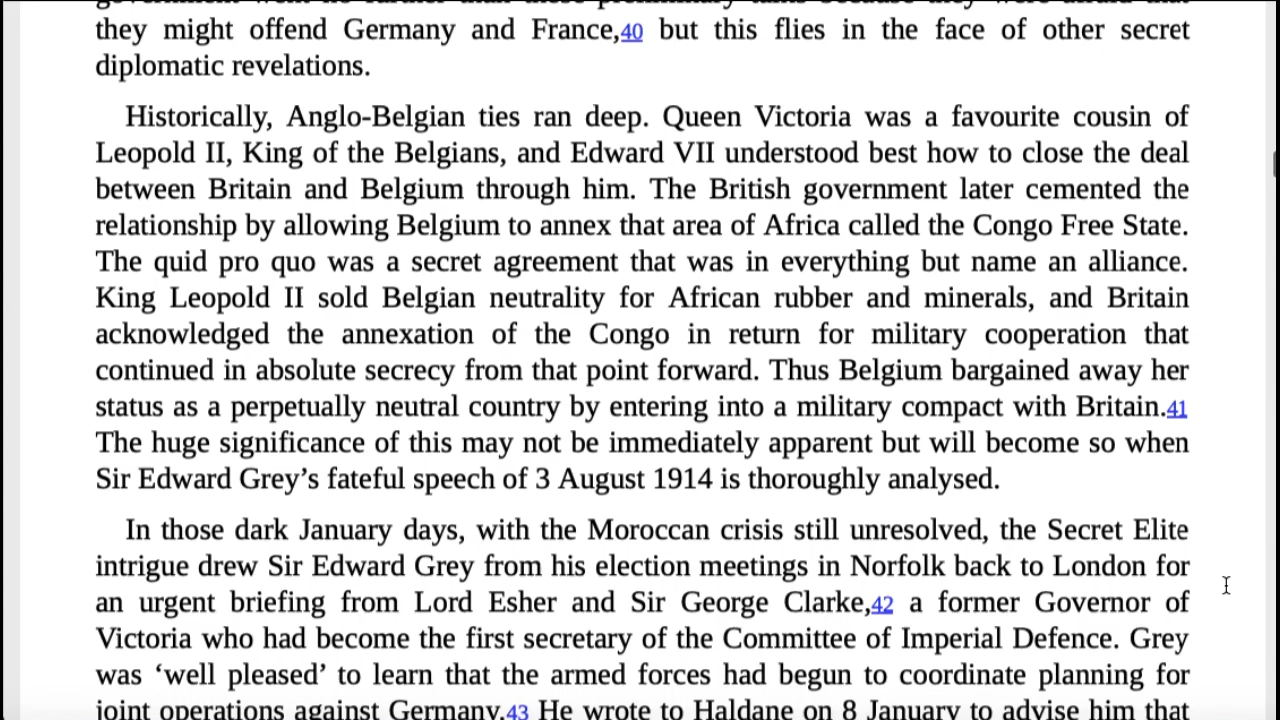 they might offend Germany and France,40 but this flies in the face of other secret
diplomatic revelations.
Historically, Anglo-Belgian ties ran deep. Queen Victoria was a favourite cousin of
Leopold II, King of the Belgians, and Edward VII understood best how to close the deal
between Britain and Belgium through him. The British government later cemented the
relationship by allowing Belgium to annex that area of Africa called the Congo Free State.
The quid pro quo was a secret agreement that was in everything but name an alliance.
King Leopold II sold Belgian neutrality for African rubber and minerals, and Britain
acknowledged the annexation of the Congo in return for military cooperation that
continued in absolute secrecy from that point forward. Thus Belgium bargained away her
status as a perpetually neutral country by entering into a military compact with Britain.41
The huge significance of this may not be immediately apparent but will become so when
Sir Edward Grey’s fateful speech of 3 August 1914 is thoroughly analysed.
In those dark January days, with the Moroccan crisis still unresolved, the Secret Elite
intrigue drew Sir Edward Grey from his election meetings in Norfolk back to London for
an urgent briefing from Lord Esher and Sir George Clarke,42 a former Governor of
Victoria who had become the first secretary of the Committee of Imperial Defence. Grey
was ‘well pleased’ to learn that the armed forces had begun to coordinate planning for
joint operations against Germany.43 He wrote to Haldane on 8 January to advise him that